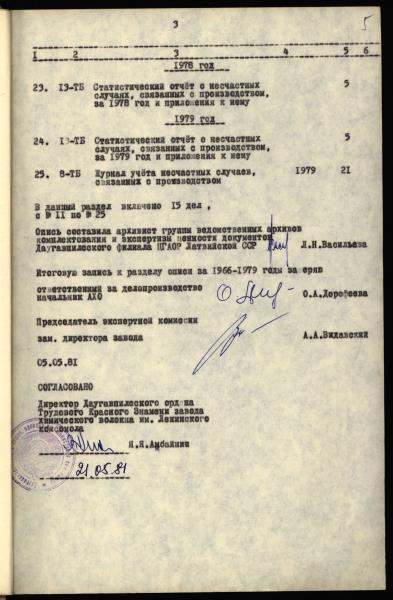 3
5
1 2 3 4 5 6
1978 год
23. 13-ТБ Статистический отчёт о несчастных 5
случаях, связанных с производством,
за 1978 год и приложения к нему
1979 год
24. 13-ТБ Статистический отчёт о несчастных 5
случаях, связанных с производством,
за 1979 год и приложения к нему
25. 8-ТБ Журнал учёта несчастных случаев, 1979 21
связанных с производством
В данный раздел включено 15 дел,
с № II по № 25
Опись составила архивист группы ведомственных архивов
комплектования и экспертизы ценности документов
Даугавпилсского филиала ЦГАОР Латвийской ССР Л.Н.Васильева
Итоговую запись к разделу описи за 1966-1979 годы заверяю
ответственный за делопроизводство
начальник АХО О.А.Дорофеева
Председатель экспертной комиссии
зам. директора завода А.А.Видавский
05.05.81
СОГЛАСОВАНО
Директор Даугавпилсского ордена
Трудового Красного Знамени завода
химического волокна им. Ленинского
комсомола
Я.Я.Амбайнис
21.05.81